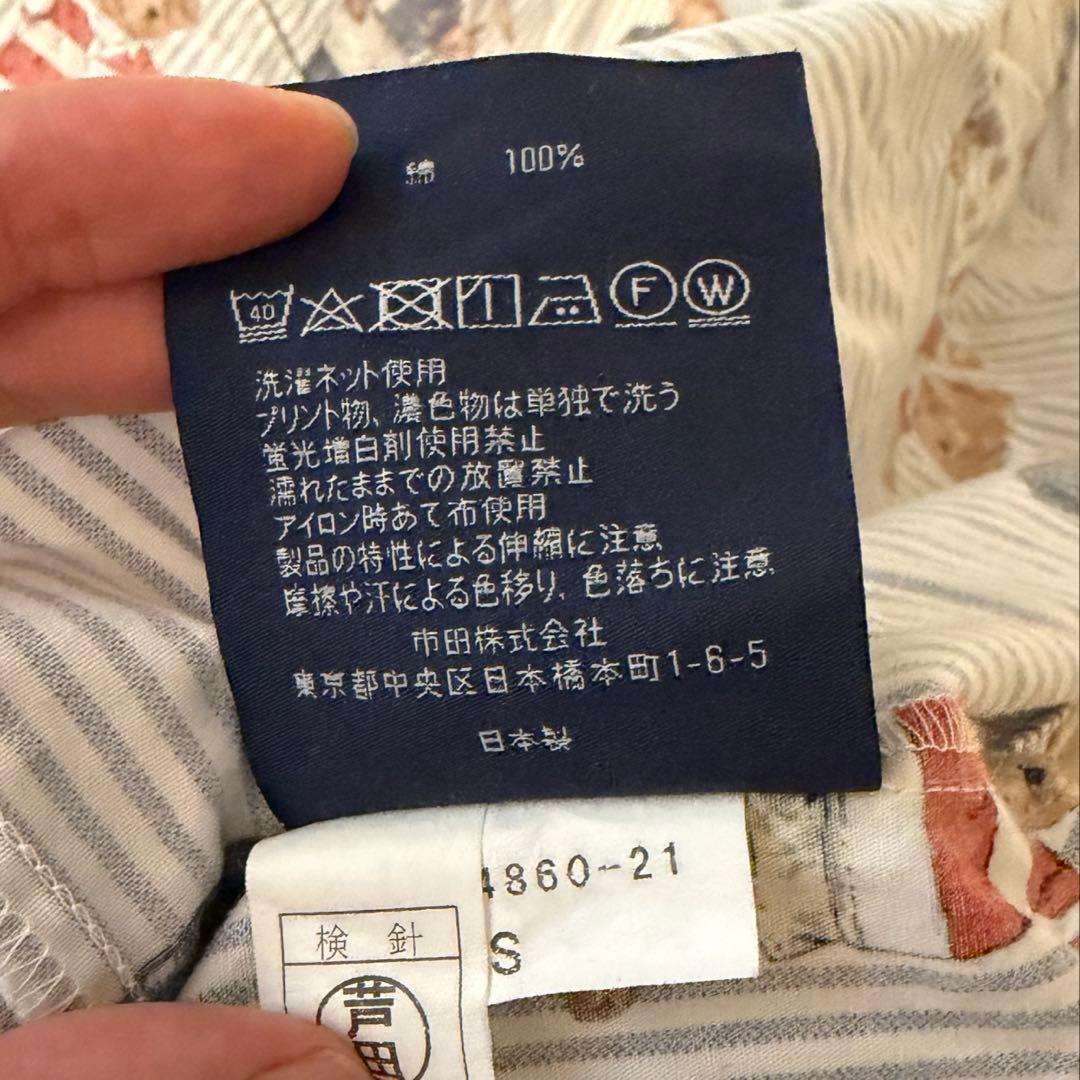 綿 100%
40 F W
洗濯ネット使用
プリント物、濃色物は単独で洗う
蛍光増白剤使用禁止
濡れたままでの放置禁止
アイロン時あて布使用
製品の特性による伸縮に注意
摩擦や汗による色移り、色落ちに注意
市田株式会社
東京都中央区日本橋本町1-6-5
日本製
4860-21
S
検 針
芦田